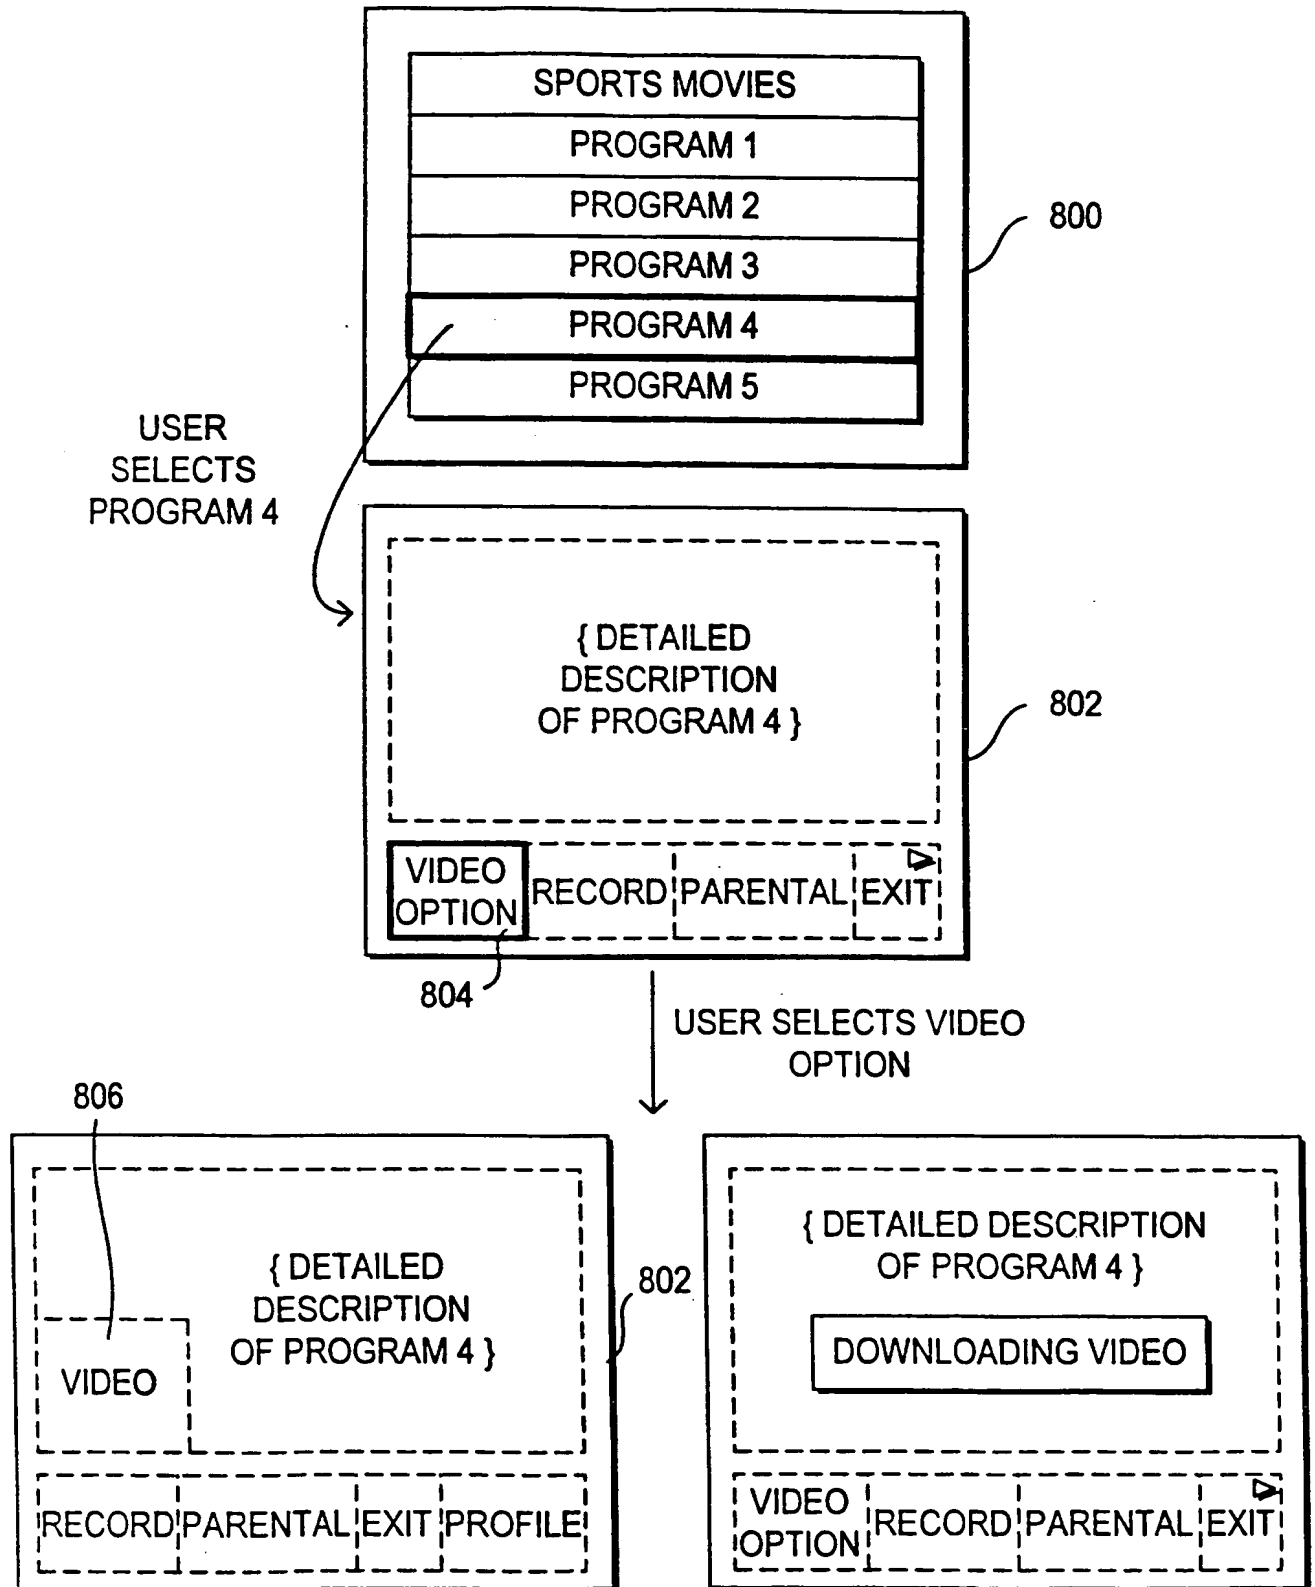 SPORTS MOVIES
PROGRAM 1
PROGRAM 2
PROGRAM 3
PROGRAM 4
PROGRAM 5
800
USER
SELECTS
PROGRAM 4
{ DETAILED
DESCRIPTION
OF PROGRAM 4 }
802
VIDEO
OPTION
RECORD
PARENTAL
EXIT
804
USER SELECTS VIDEO
OPTION
806
{ DETAILED
DESCRIPTION
OF PROGRAM 4 }
VIDEO
802
RECORD
PARENTAL
EXIT
PROFILE
{ DETAILED DESCRIPTION
OF PROGRAM 4 }
DOWNLOADING VIDEO
VIDEO
OPTION
RECORD
PARENTAL
EXIT